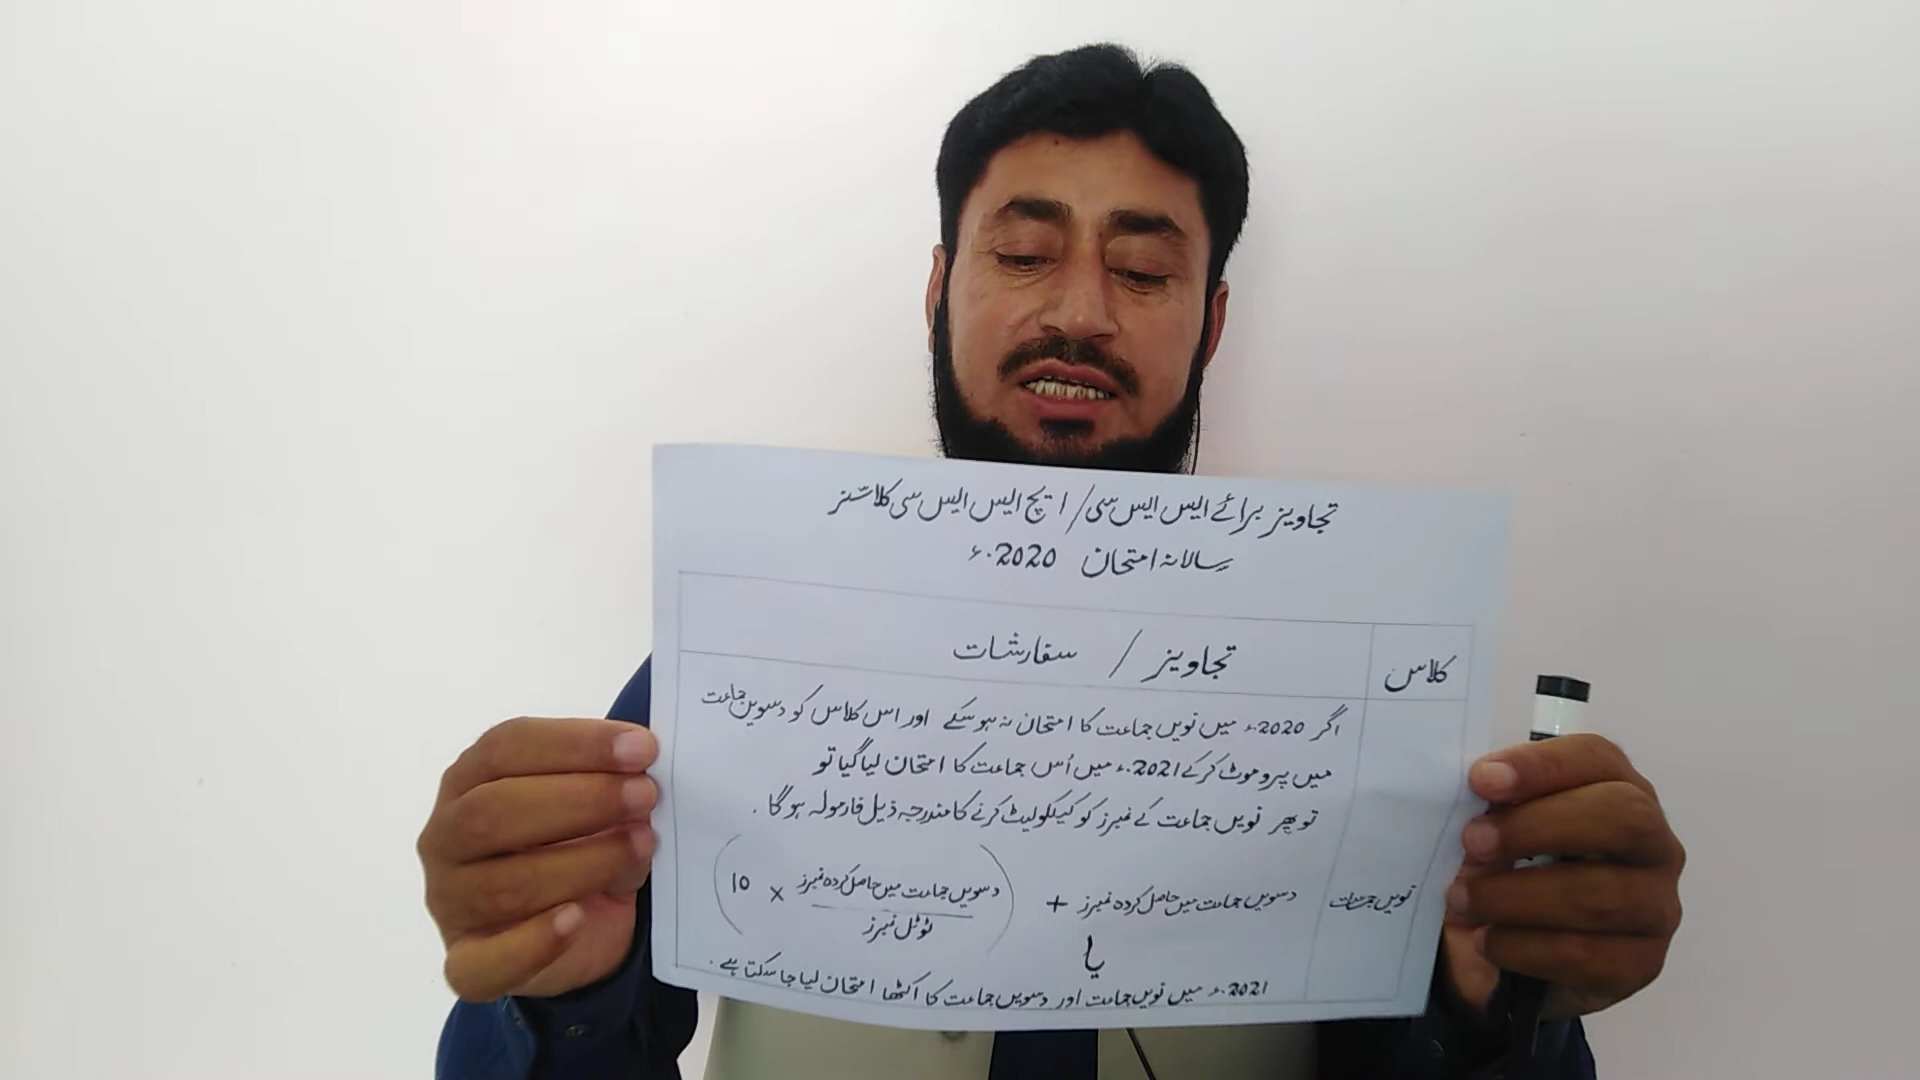 تجاویز برائے ایس ایس سی / ایچ ایس ایس سی کلاسّز
سالانہ امتحان 2020ء
کلاس
تجاویز / سفارشات
اگر 2020ء میں نویں جماعت کا امتحان نہ ہو سکے اور اس کلاس کو دسویں جماعت
میں پروموٹ کر کے 2021ء میں اُس جماعت کا امتحان لیا گیا تو
تو پھر نویں جماعت کے نمبرز کو کیلکولیٹ کرنے کا مندرجہ ذیل فارمولہ ہو گا ۔
نویں جماعت
دسویں جماعت میں حاصل کردہ نمبرز + (دسویں جماعت میں حاصل کردہ نمبرز / ٹوٹل نمبرز × 10)
یا
2021ء میں نویں جماعت اور دسویں جماعت کا اکٹھا امتحان لیا جا سکتا ہے ۔